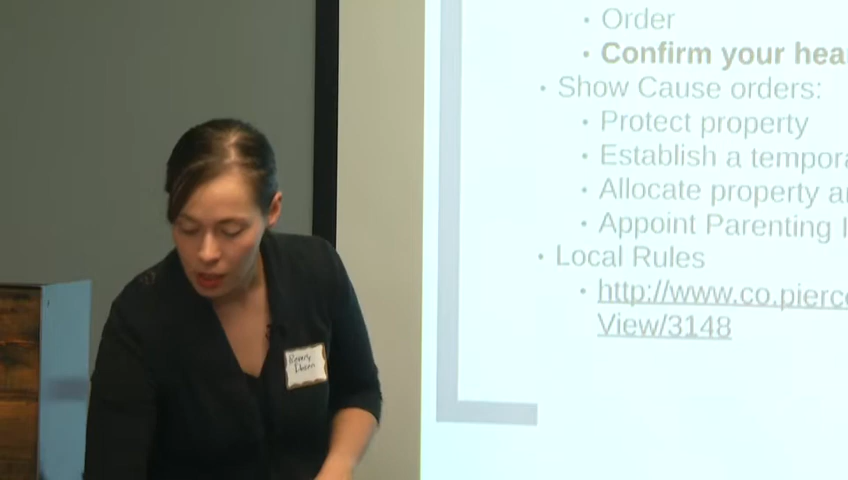 • Order
• Confirm your hea
• Show Cause orders:
• Protect property
• Establish a tempora
• Allocate property a
• Appoint Parenting
• Local Rules
• http://www.co.pierc
View/3148
Beverly